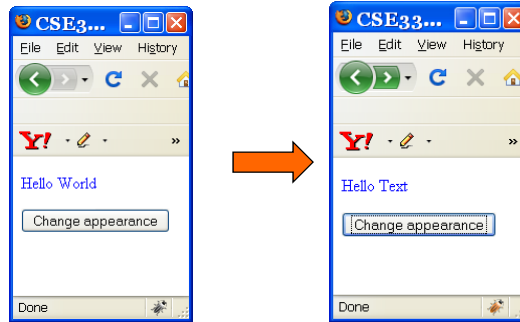 CSE3...
File Edit View History
Y!
»
Hello World
Change appearance
Done
CSE33...
File Edit View History
Y!
»
Hello Text
Change appearance
Done